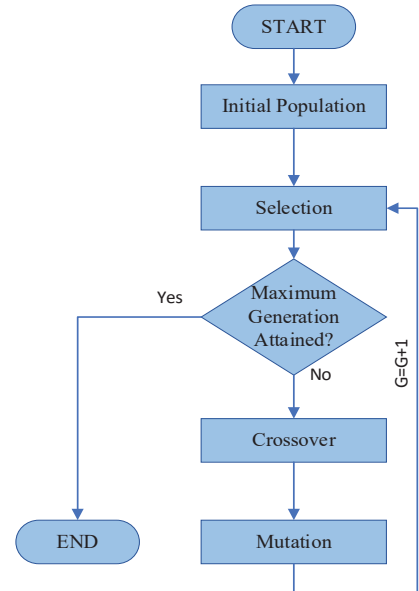 START
Initial Population
Selection
Yes
Maximum
Generation
Attained?
No
G=G+1
Crossover
END
Mutation